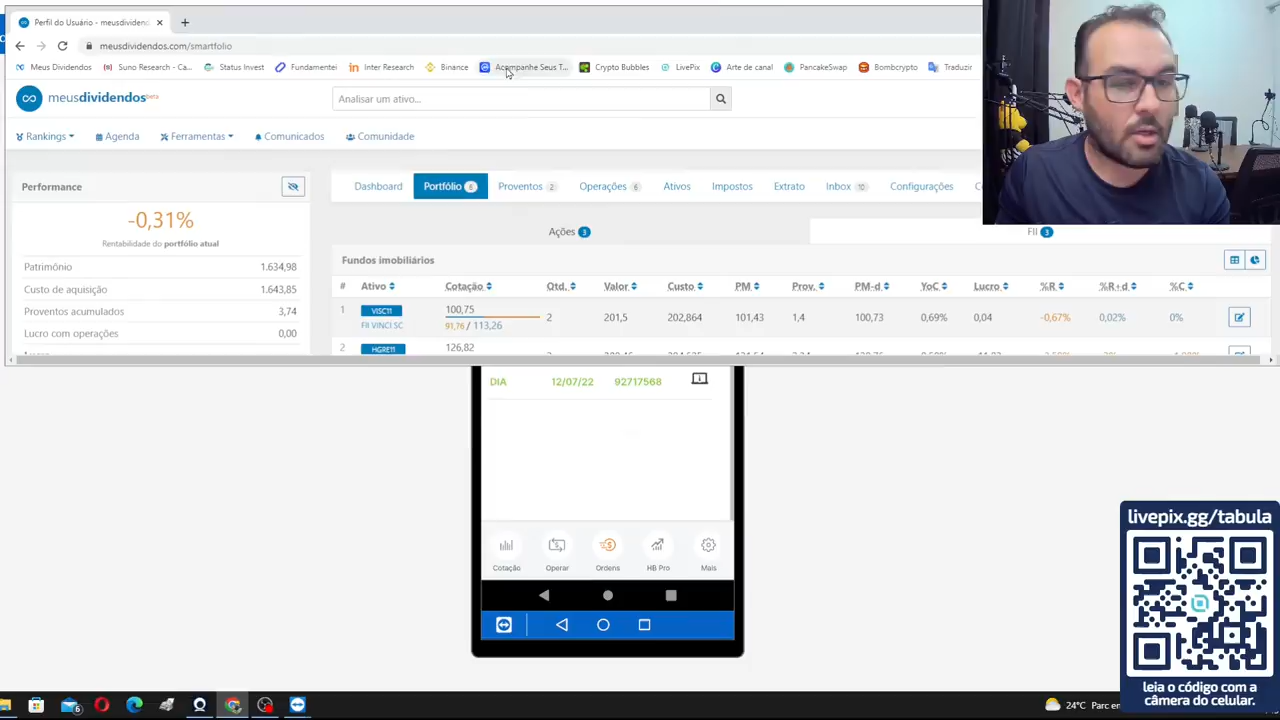 Perfil do Usuário - meusdividend
meusdividendos.com/smartfolio
Meus Dividendos Suno Research - Ca... Status Invest Fundamentei Inter Research Binance Acompanhe Seus T... Crypto Bubbles LivePix Arte de canal PancakeSwap Bombcrypto Traduzir
meusdividendos beta
Analisar um ativo...
Rankings Agenda Ferramentas Comunicados Comunidade
Performance
Dashboard Portfólio 6 Proventos 2 Operações 6 Ativos Impostos Extrato Inbox 10 Configurações
-0,31%
Rentabilidade do portfólio atual
Ações 3 FII 3
Patrimônio 1.634,98
Custo de aquisição 1.643,85
Proventos acumulados 3,74
Lucro com operações 0,00
Fundos imobiliários
# Ativo Cotação Qtd. Valor Custo PM Prov. PM-d YoC Lucro %R %R+d %C
1 VISC11 100,75 2 201,5 202,864 101,43 1,4 100,73 0,69% 0,04 -0,67% 0,02% 0%
FII VINCI SC 91,76 / 113,26
2 HGRE11 126,82
DIA 12/07/22 92717568
Cotação Operar Ordens HB Pro Mais
livepix.gg/tabula
leia o código com a
câmera do celular.
24°C Parc en